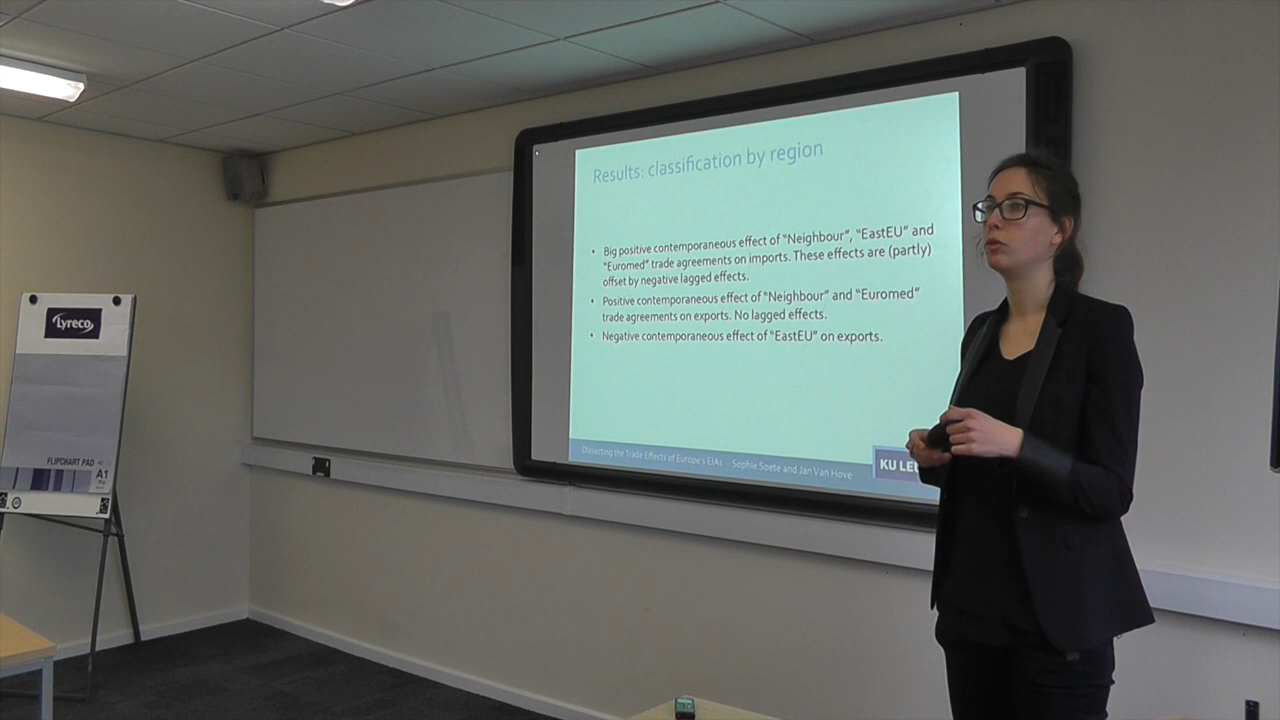 Results: classification by region
• Big positive contemporaneous effect of "Neighbour", "EastEU" and
"Euromed" trade agreements on imports. These effects are (partly)
offset by negative lagged effects.
• Positive contemporaneous effect of "Neighbour" and "Euromed"
trade agreements on exports. No lagged effects.
• Negative contemporaneous effect of "EastEU" on exports.
Dissecting the Trade Effects of Europe's EIAs Sophie Soete and Jan Van Hove
KU LE
Lyreco
FLIPCHART PAD
A1